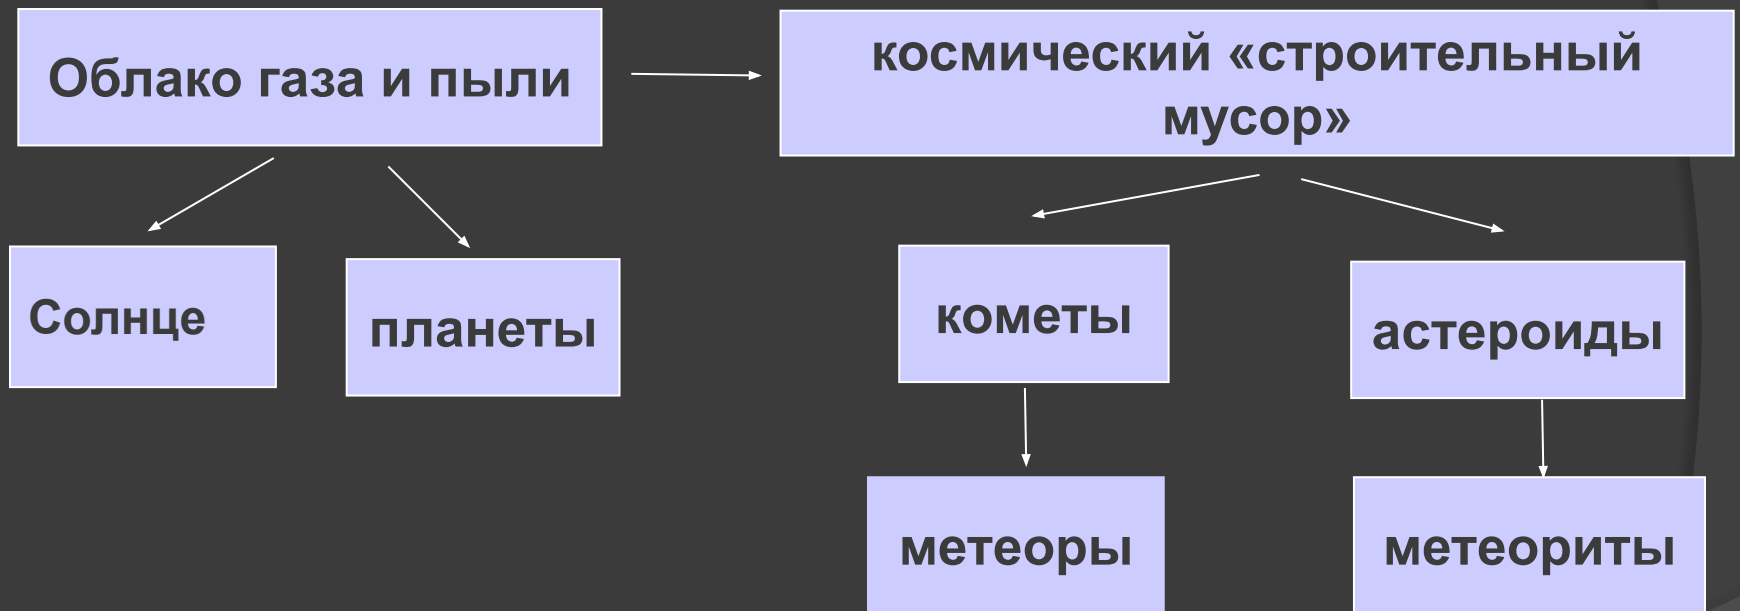 Облако газа и пыли
космический «строительный
мусор»
Солнце
планеты
кометы
астероиды
метеоры
метеориты